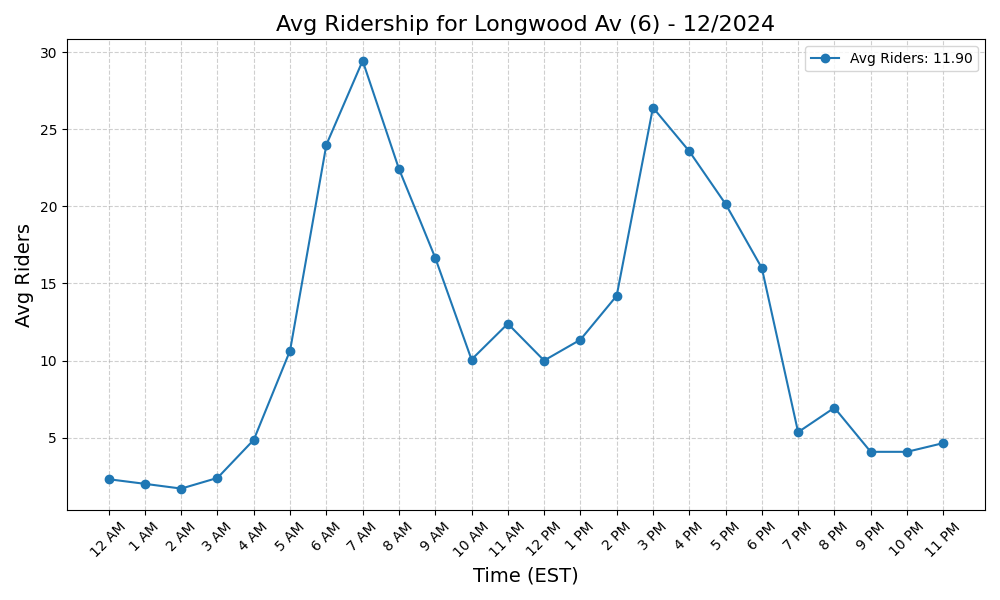 Avg Ridership for Longwood Av (6) - 12/2024
Avg Riders: 11.90
Avg Riders
30
25
20
15
10
5
12 AM
1 AM
2 AM
3 AM
4 AM
5 AM
6 AM
7 AM
8 AM
9 AM
10 AM
11 AM
12 PM
1 PM
2 PM
3 PM
4 PM
5 PM
6 PM
7 PM
8 PM
9 PM
10 PM
11 PM
Time (EST)